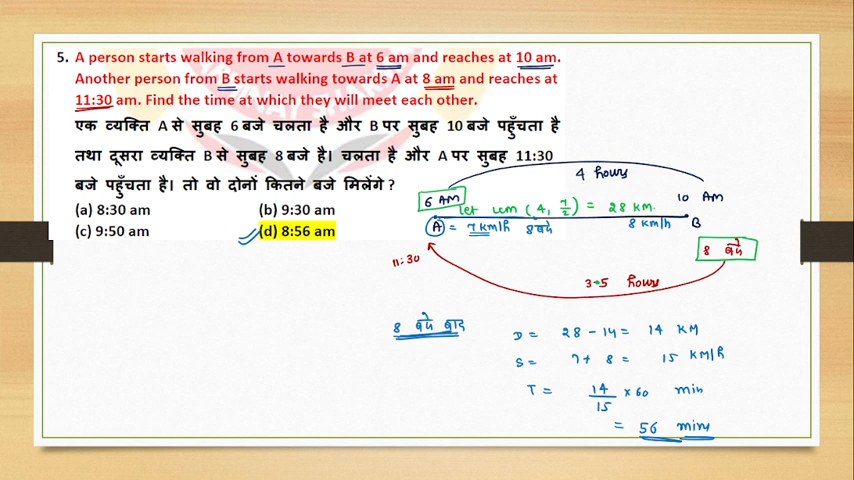 5. A person starts walking from A towards B at 6 am and reaches at 10 am.
Another person from B starts walking towards A at 8 am and reaches at
11:30 am. Find the time at which they will meet each other.
एक व्यक्ति A से सुबह 6 बजे चलता है और B पर सुबह 10 बजे पहुँचता है
तथा दूसरा व्यक्ति B से सुबह 8 बजे है। चलता है और A पर सुबह 11:30
बजे पहुँचता है। तो वो दोनों कितने बजे मिलेंगे ?
(a) 8:30 am (b) 9:30 am
(c) 9:50 am (d) 8:56 am
4 hours
6 AM 10 AM
let LCM (4, 7/2) = 28 KM.
A = 7 km/h 8 बजे 8 km/h B
8 बजे
11:30
3.5 hours
8 बजे बाद
D = 28 - 14 = 14 KM
S = 7 + 8 = 15 KM/h
T = 14/15 × 60 min
= 56 mins